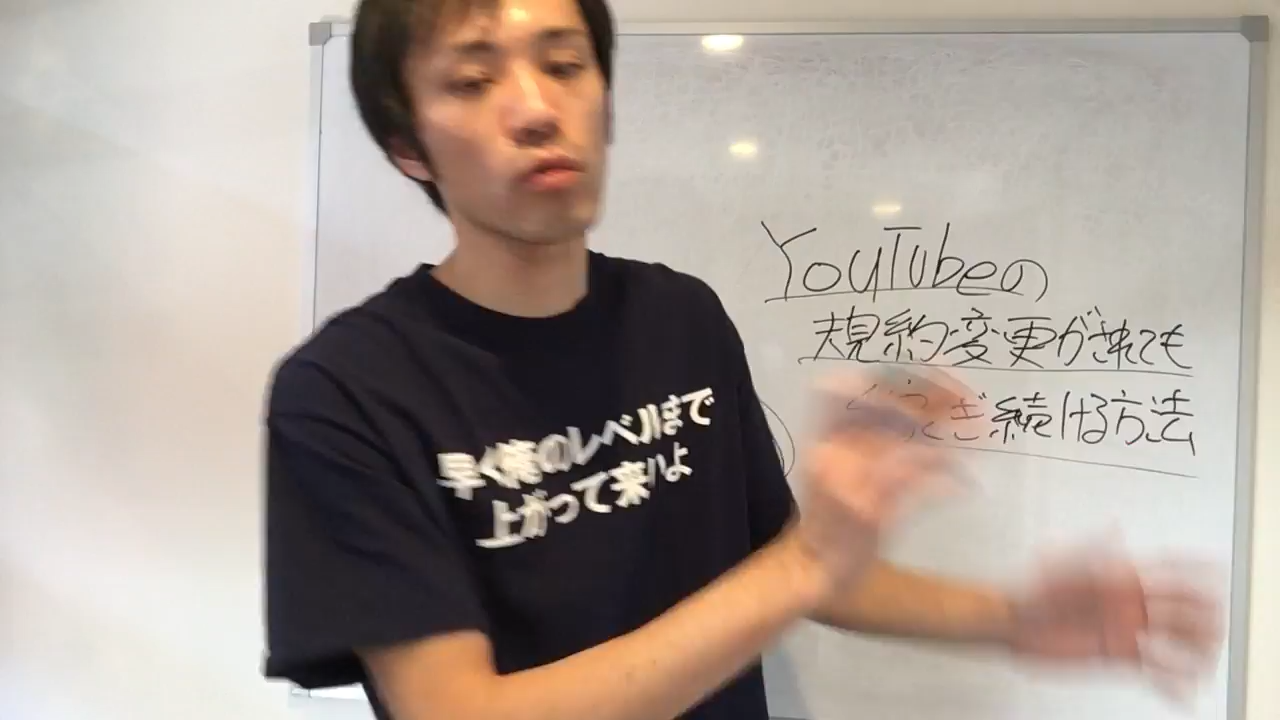 YouTubeの
規約変更がされても
ぎ続ける方法
早く俺のレベルまで
上がって来いよ